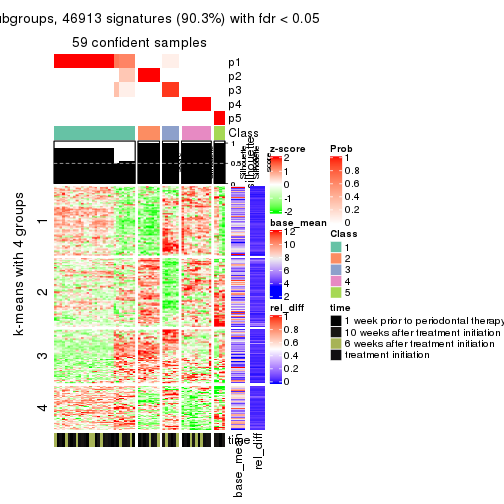 ubgroups, 46913 signatures (90.3%) with fdr < 0.05
59 confident samples
p1
p2
p3
p4
p5
Class
1
0.5
0
silhouette
k-means with 4 groups
1
2
3
4
time
base_mean
rel_diff
z-score
2
1
0
-1
-2
base_mean
12
10
8
6
4
2
rel_diff
1
0.8
0.6
0.4
0.2
0
Prob
1
0.8
0.6
0.4
0.2
0
Class
1
2
3
4
5
time
1 week prior to periodontal therapy
10 weeks after treatment initiation
6 weeks after treatment initiation
treatment initiation